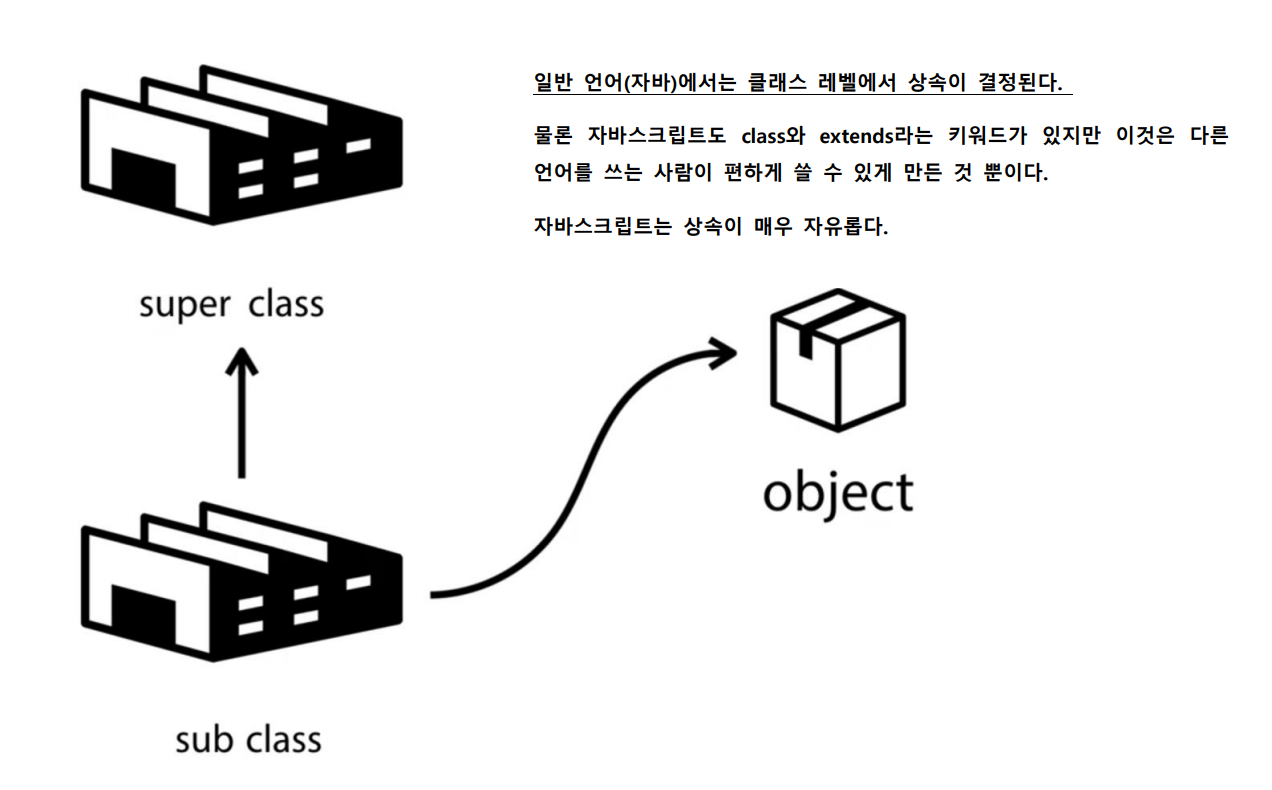 일반 언어(자바)에서는 클래스 레벨에서 상속이 결정된다.
물론 자바스크립트도 class와 extends라는 키워드가 있지만 이것은 다른
언어를 쓰는 사람이 편하게 쓸 수 있게 만든 것 뿐이다.
자바스크립트는 상속이 매우 자유롭다.
super class
object
sub class